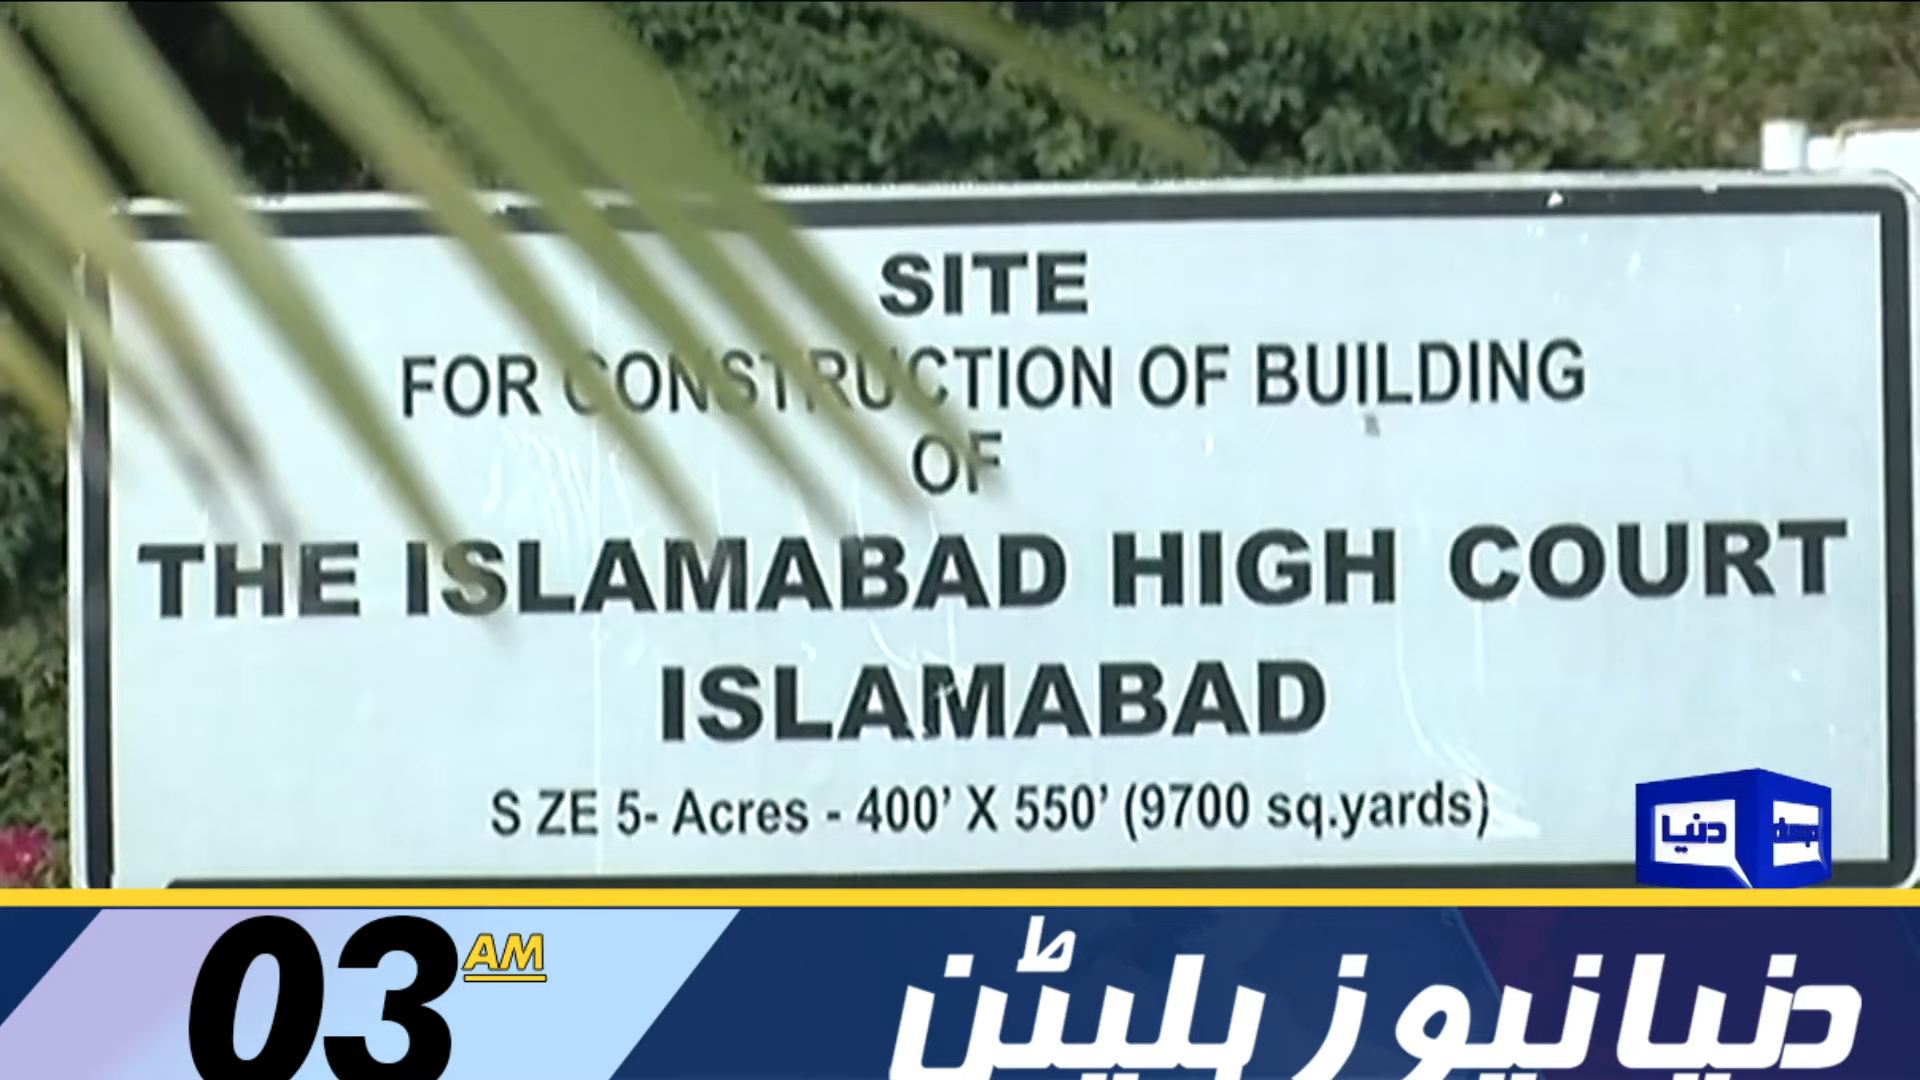 SITE
FOR CONSTRUCTION OF BUILDING
OF
THE ISLAMABAD HIGH COURT
ISLAMABAD
S ZE 5- Acres - 400' X 550' (9700 sq.yards)
دنیا
03 AM
دنیا نیوز بلیٹن